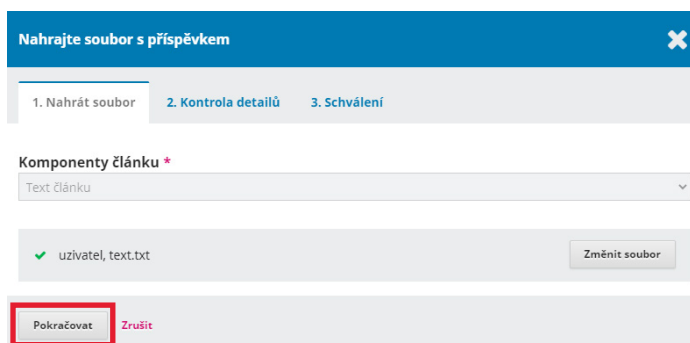 Nahrajte soubor s příspěvkem
1. Nahrát soubor 2. Kontrola detailů 3. Schválení
Komponenty článku *
Text článku
uzivatel, text.txt Změnit soubor
Pokračovat Zrušit